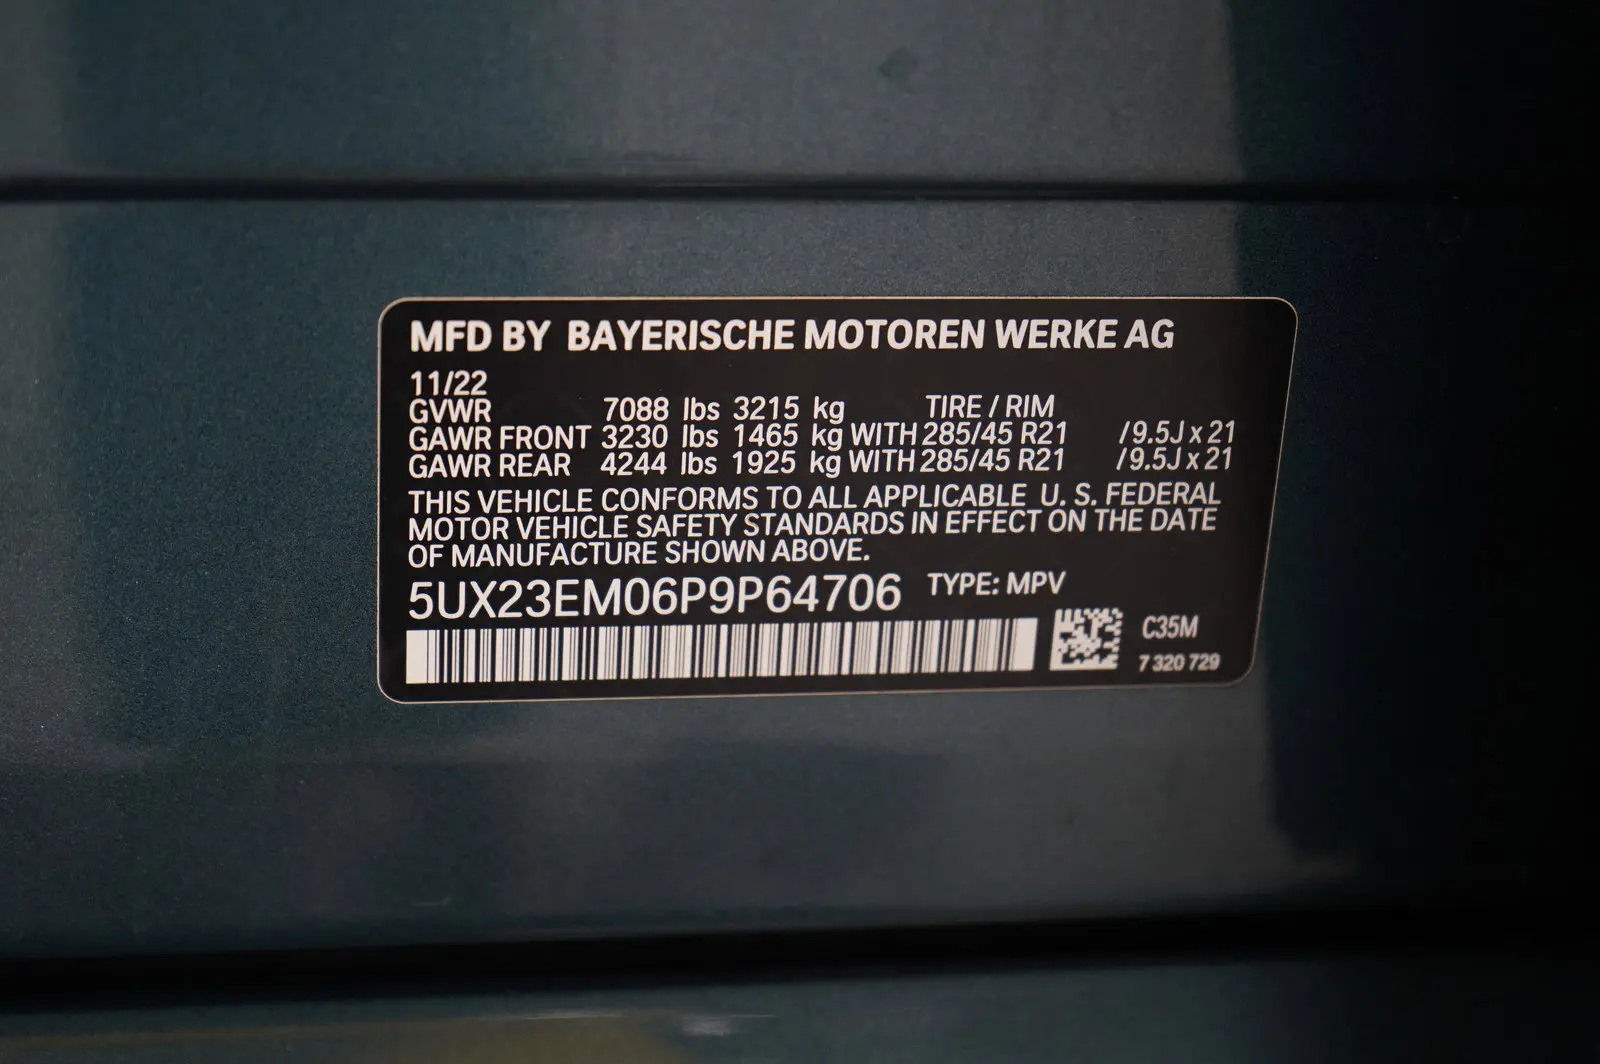 MFD BY BAYERISCHE MOTOREN WERKE AG
11/22
GVWR 7088 lbs 3215 kg TIRE / RIM
GAWR FRONT 3230 lbs 1465 kg WITH 285/45 R21 /9.5J x 21
GAWR REAR 4244 lbs 1925 kg WITH 285/45 R21 /9.5J x 21
THIS VEHICLE CONFORMS TO ALL APPLICABLE U. S. FEDERAL
MOTOR VEHICLE SAFETY STANDARDS IN EFFECT ON THE DATE
OF MANUFACTURE SHOWN ABOVE.
5UX23EM06P9P64706 TYPE: MPV
C35M
7 320 729